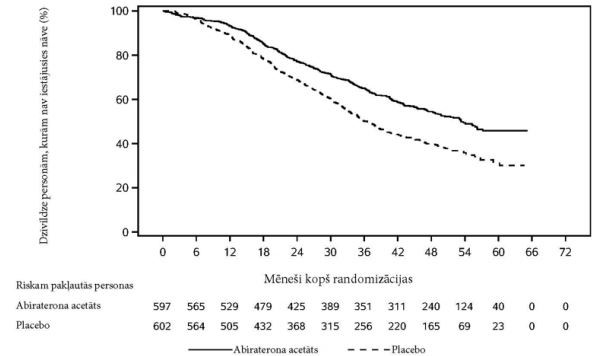 Dzīvildze personām, kurām nav iestājusies nāve (%)
100
80
60
40
20
0
0 6 12 18 24 30 36 42 48 54 60 66 72
Mēneši kopš randomizācijas
Riskam pakļautās personas
Abiraterona acetāts 597 565 529 479 425 389 351 311 240 124 40 0 0
Placebo 602 564 505 432 368 315 256 220 165 69 23 0 0
Abiraterona acetāts Placebo